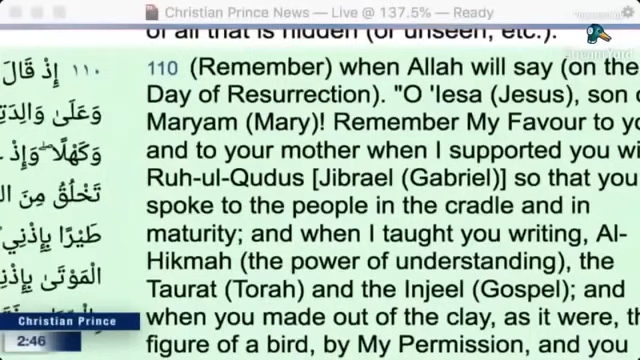 Christian Prince News — Live @ 137.5% — Ready
of all that is hidden (or unseen, etc.).
StreamYard
١١٠ إِذْ قَالَ
وَعَلَىٰ
وَكَهْلًا ۖ وَإِذْ
تَخْلُقُ مِنَ
طَيْرًا بِإِذْنِي
الْمَوْتَىٰ
110 (Remember) when Allah will say (on the
Day of Resurrection). "O 'Iesa (Jesus), son
Maryam (Mary)! Remember My Favour to
and to your mother when I supported you
Ruh-ul-Qudus [Jibrael (Gabriel)] so that you
spoke to the people in the cradle and in
maturity; and when I taught you writing, Al-
Hikmah (the power of understanding), the
Taurat (Torah) and the Injeel (Gospel); and
when you made out of the clay, as it were,
figure of a bird, by My Permission, and you
Christian Prince
2:46